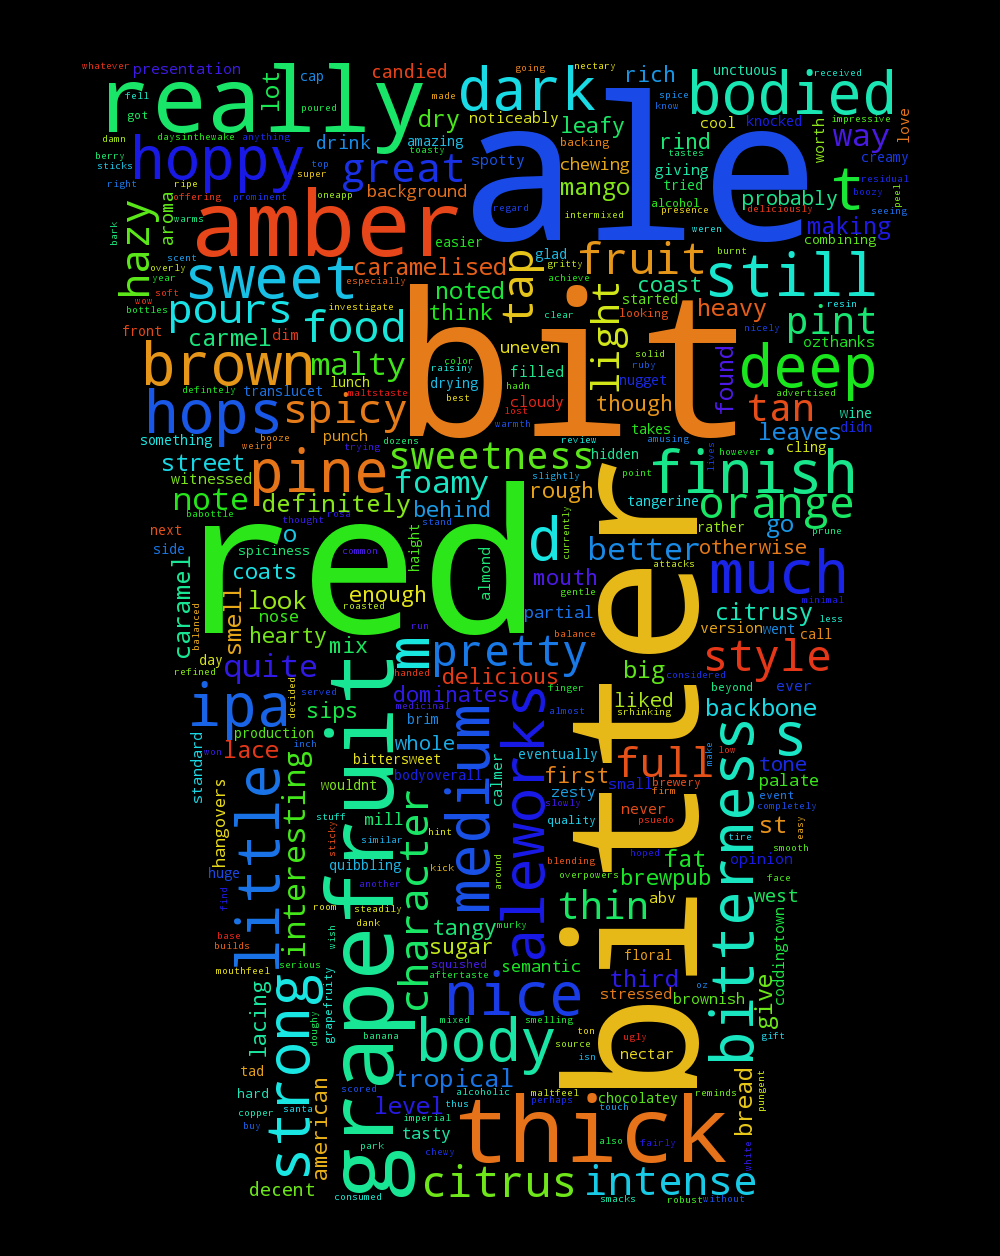 whatever
presentation
really
lot
cap
candied
going
nectary
dark
rich
unctuous
received
bodied
fell
got
poured
made
dry
noticeably
ale
spice
know
cool
knocked
impressive
love
damn
daysinthewake
anything
drink
amazing
toasty
leafy
backing
rind
tastes
worth
way
berry
sticks
hoppy
top
super
great
spotty
chewing
giving
creamy
right
ripe
oneapp
background
mango
tried
alcohol
probably
t
residual
boozy
peel
offering
prominent
regard
intermixed
presence
deliciously
seeing
hazy
aroma
warms
bark
amber
easier
weren
making
combining
scent
overly
year
sweet
caramelised
especially
glad
tap
gritty
fruit
burnt
still
achieve
coast
soft
wow
bottles
pours
investigate
noted
think
clear
light
started
looking
heavy
resin
nicely
pint
front
carmel
dim
food
bit
uneven
solid
ruby
ozthanks
brown
malty
color
raisiny
drying
best
filled
hadn
cloudy
lost
warmth
nugget
though
found
deep
advertised
defintely
translucet
lunch
maltstaste
hops
spicy
tan
wine
didn
something
booze
weird
punch
trying
dozens
review
takes
amusing
leaves
cling
street
witnessed
pine
sweetness
foamy
slightly
hidden
point
lives
however
finish
note
babottle
definitely
behind
rough
tangerine
orange
next
side
o
thought
rosa
stand
d
currently
attacks
rather
go
prune
spiciness
red
common
haight
almond
better
otherwise
caramel
coats
mouth
gentle
much
minimal
balanced
smell
look
nose
enough
roasted
partial
bitter
citrusy
less
day
refined
hearty
mix
run
m
pretty
balance
version
went
call
quite
handed
delicious
big
style
considered
beyond
ever
decided
served
medicinal
dominates
finger
almost
liked
srhinking
backbone
ipa
sips
brim
production
inch
won
standard
lace
whole
bittersweet
medium
aleworks
eventually
full
make
low
bitterness
s
tone
little
interesting
wouldnt
grapefruit
bodyoverall
calmer
first
zesty
small
brewery
firm
palate
event
completely
hangovers
stuff
sticky
mill
similar
character
hint
slowly
quality
never
psuedo
st
easy
tire
smooth
huge
find
quibbling
kick
around
blending
hoped
overpowers
fat
brewpub
opinion
face
another
room
steadily
dank
wish
thin
abv
west
base
builds
tangy
murky
mouthfeel
serious
sugar
squished
aftertaste
semantic
floral
third
oz
coddingtown
strong
lacing
doughy
grapefruity
nice
stressed
brownish
give
gift
banana
mixed
smelling
body
ton
source
isn
ugly
nectar
tad
tropical
scored
alcoholic
maltfeel
perhaps
chocolatey
touch
reminds
bread
pungent
hard
copper
santa
buy
american
level
thus
imperial
tasty
thick
also
fairly
park
chewy
white
decent
consumed
citrus
intense
smacks
robust
without